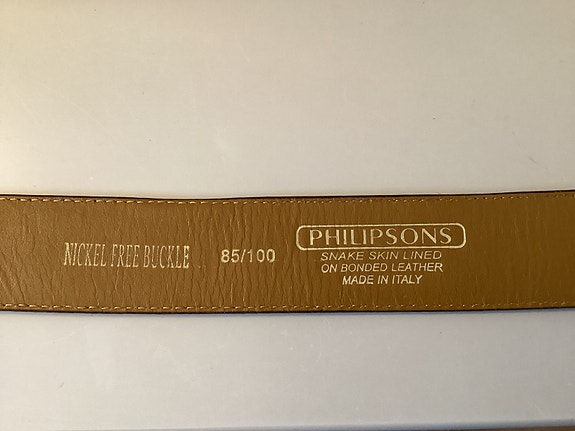 NICKEL FREE BUCKLE
85/100
PHILIPSONS
SNAKE SKIN LINED
ON BONDED LEATHER
MADE IN ITALY